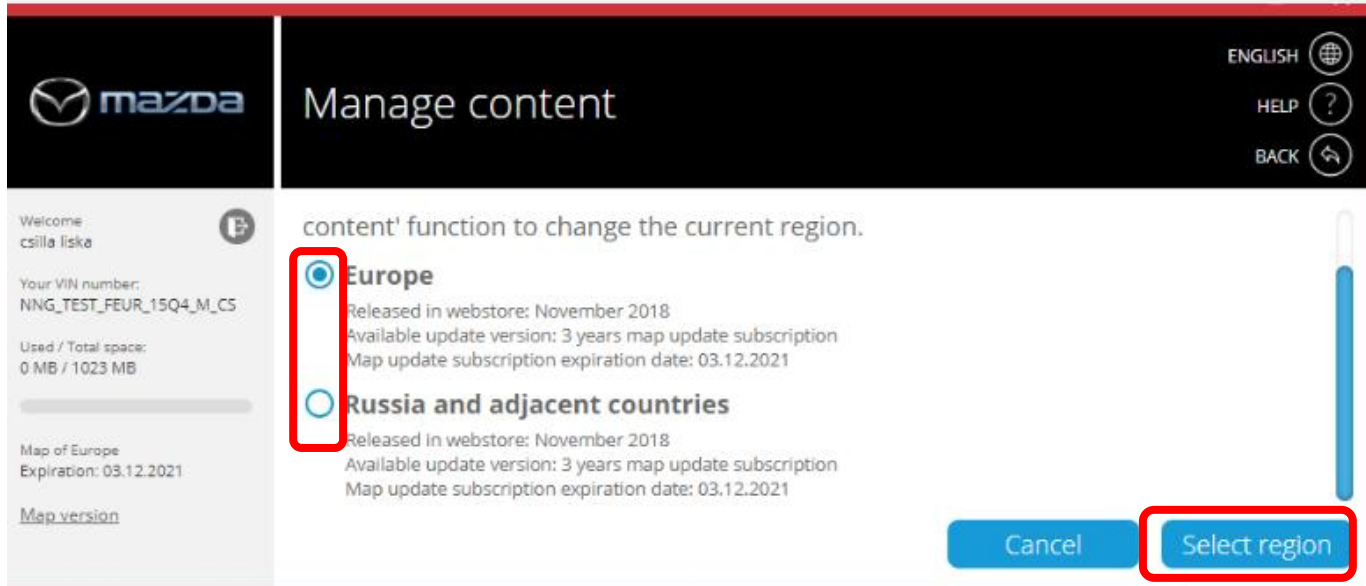 mazda
Manage content
ENGLISH
HELP
?
BACK
Welcome
csilla liska
Your VIN number:
NNG_TEST_FEUR_15Q4_M_CS
Used / Total space:
0 MB / 1023 MB
Map of Europe
Expiration: 03.12.2021
Map version
content' function to change the current region.
Europe
Released in webstore: November 2018
Available update version: 3 years map update subscription
Map update subscription expiration date: 03.12.2021
Russia and adjacent countries
Released in webstore: November 2018
Available update version: 3 years map update subscription
Map update subscription expiration date: 03.12.2021
Cancel
Select region